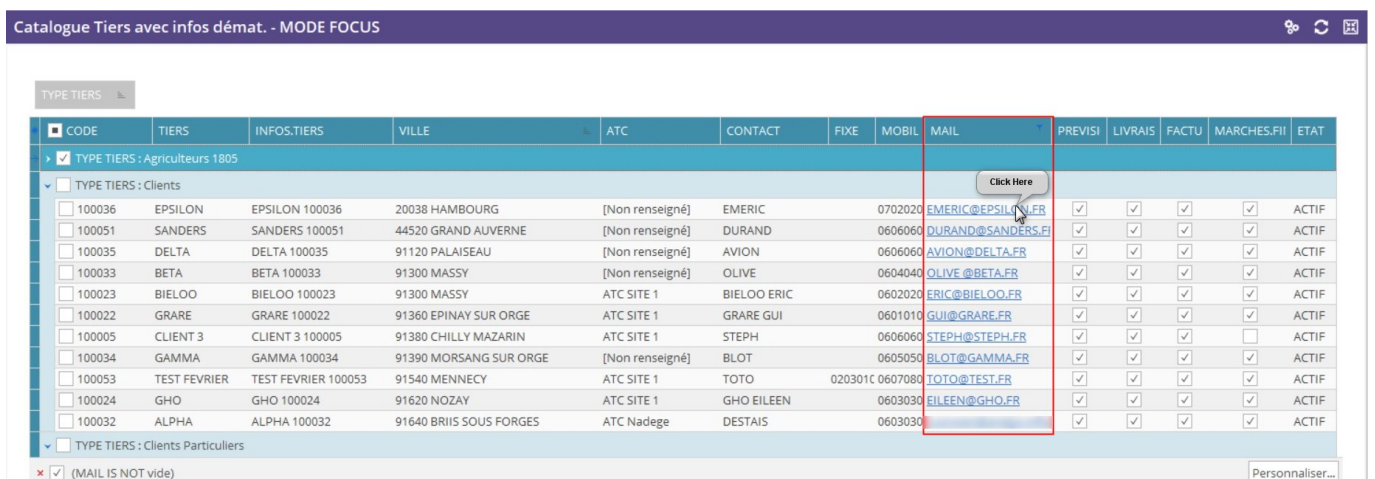 Catalogue Tiers avec infos démat. - MODE FOCUS
TYPE TIERS
CODE TIERS INFOS.TIERS VILLE ATC CONTACT FIXE MOBIL MAIL PREVISI LIVRAIS FACTU MARCHES.FII ETAT
TYPE TIERS : Agriculteurs 1805
TYPE TIERS : Clients
Click Here
100036 EPSILON EPSILON 100036 20038 HAMBOURG [Non renseigné] EMERIC 0702020 EMERIC@EPSILON.FR ACTIF
100051 SANDERS SANDERS 100051 44520 GRAND AUVERNE [Non renseigné] DURAND 0606060 DURAND@SANDERS.FI ACTIF
100035 DELTA DELTA 100035 91120 PALAISEAU [Non renseigné] AVION 0606060 AVION@DELTA.FR ACTIF
100033 BETA BETA 100033 91300 MASSY [Non renseigné] OLIVE 0604040 OLIVE @BETA.FR ACTIF
100023 BIELOO BIELOO 100023 91300 MASSY ATC SITE 1 BIELOO ERIC 0602020 ERIC@BIELOO.FR ACTIF
100022 GRARE GRARE 100022 91360 EPINAY SUR ORGE ATC SITE 1 GRARE GUI 0601010 GUI@GRARE.FR ACTIF
100005 CLIENT 3 CLIENT 3 100005 91380 CHILLY MAZARIN ATC SITE 1 STEPH 0606060 STEPH@STEPH.FR ACTIF
100034 GAMMA GAMMA 100034 91390 MORSANG SUR ORGE [Non renseigné] BLOT 0605050 BLOT@GAMMA.FR ACTIF
100053 TEST FEVRIER TEST FEVRIER 100053 91540 MENNECY ATC SITE 1 TOTO 020301C 0607080 TOTO@TEST.FR ACTIF
100024 GHO GHO 100024 91620 NOZAY ATC SITE 1 GHO EILEEN 0603030 EILEEN@GHO.FR ACTIF
100032 ALPHA ALPHA 100032 91640 BRIIS SOUS FORGES ATC Nadege DESTAIS 0603030 ACTIF
TYPE TIERS : Clients Particuliers
(MAIL IS NOT vide) Personnaliser...